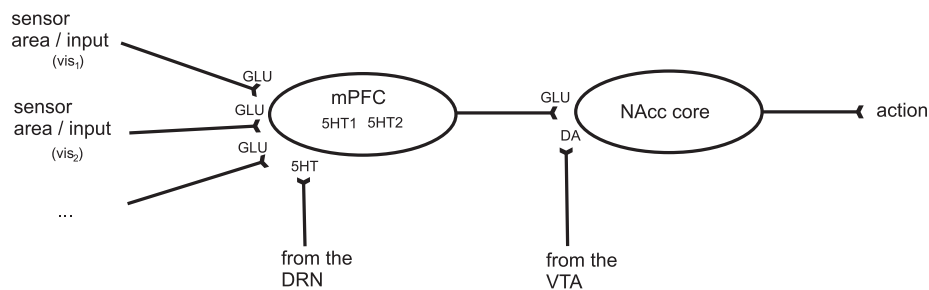 sensor
area / input
(vis1)
GLU
sensor
area / input
(vis2)
GLU
GLU
...
mPFC
5HT1 5HT2
5HT
from the
DRN
GLU
DA
NAcc core
from the
VTA
action